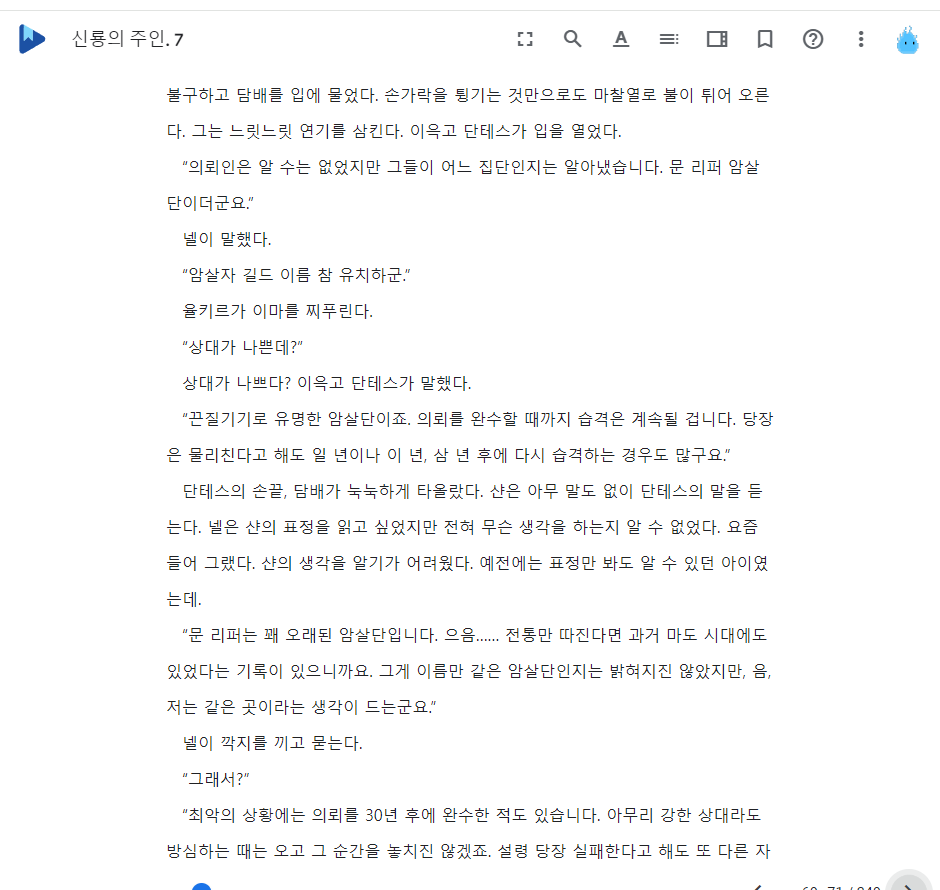 신룡의 주인. 7
불구하고 담배를 입에 물었다. 손가락을 튕기는 것만으로도 마찰열로 불이 튀어 오른
다. 그는 느릿느릿 연기를 삼킨다. 이윽고 단테스가 입을 열었다.
“의뢰인은 알 수는 없었지만 그들이 어느 집단인지는 알아냈습니다. 문 리퍼 암살
단이더군요.”
넬이 말했다.
“암살자 길드 이름 참 유치하군.”
율키르가 이마를 찌푸린다.
“상대가 나쁜데?”
상대가 나쁘다? 이윽고 단테스가 말했다.
“끈질기기로 유명한 암살단이죠. 의뢰를 완수할 때까지 습격은 계속될 겁니다. 당장
은 물리친다고 해도 일 년이나 이 년, 삼 년 후에 다시 습격하는 경우도 많구요.”
단테스의 손끝, 담배가 눅눅하게 타올랐다. 샨은 아무 말도 없이 단테스의 말을 듣
는다. 넬은 샨의 표정을 읽고 싶었지만 전혀 무슨 생각을 하는지 알 수 없었다. 요즘
들어 그랬다. 샨의 생각을 알기가 어려웠다. 예전에는 표정만 봐도 알 수 있던 아이였
는데.
“문 리퍼는 꽤 오래된 암살단입니다. 으음…… 전통만 따진다면 과거 마도 시대에도
있었다는 기록이 있으니까요. 그게 이름만 같은 암살단인지는 밝혀지진 않았지만, 음,
저는 같은 곳이라는 생각이 드는군요.”
넬이 깍지를 끼고 묻는다.
“그래서?”
“최악의 상황에는 의뢰를 30년 후에 완수한 적도 있습니다. 아무리 강한 상대라도
방심하는 때는 오고 그 순간을 놓치진 않겠죠. 설령 당장 실패한다고 해도 또 다른 자